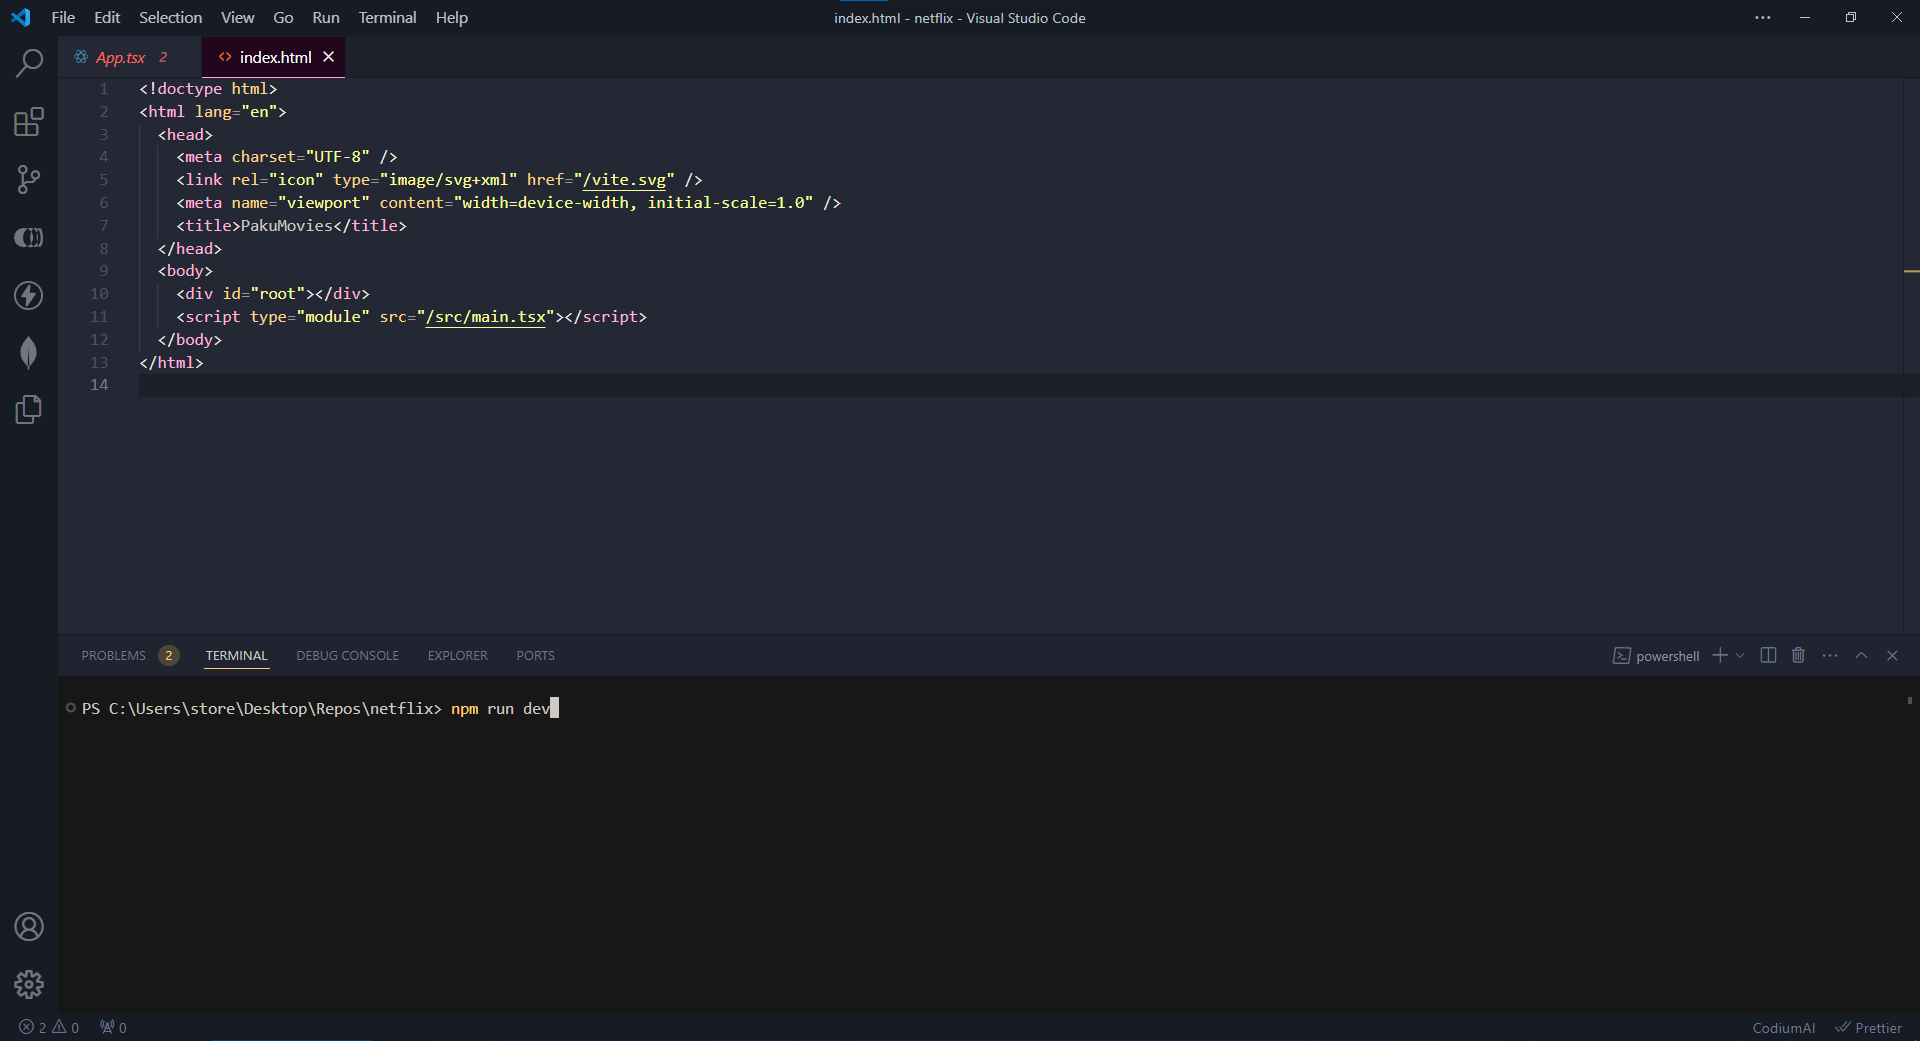 File Edit Selection View Go Run Terminal Help
index.html - netflix - Visual Studio Code
App.tsx 2
<> index.html
1 <!doctype html>
2 <html lang="en">
3 <head>
4 <meta charset="UTF-8" />
5 <link rel="icon" type="image/svg+xml" href="/vite.svg" />
6 <meta name="viewport" content="width=device-width, initial-scale=1.0" />
7 <title>PakuMovies</title>
8 </head>
9 <body>
10 <div id="root"></div>
11 <script type="module" src="/src/main.tsx"></script>
12 </body>
13 </html>
14
PROBLEMS 2 TERMINAL DEBUG CONSOLE EXPLORER PORTS
powershell
PS C:\Users\store\Desktop\Repos\netflix> npm run dev
2 0 0
CodiumAI Prettier